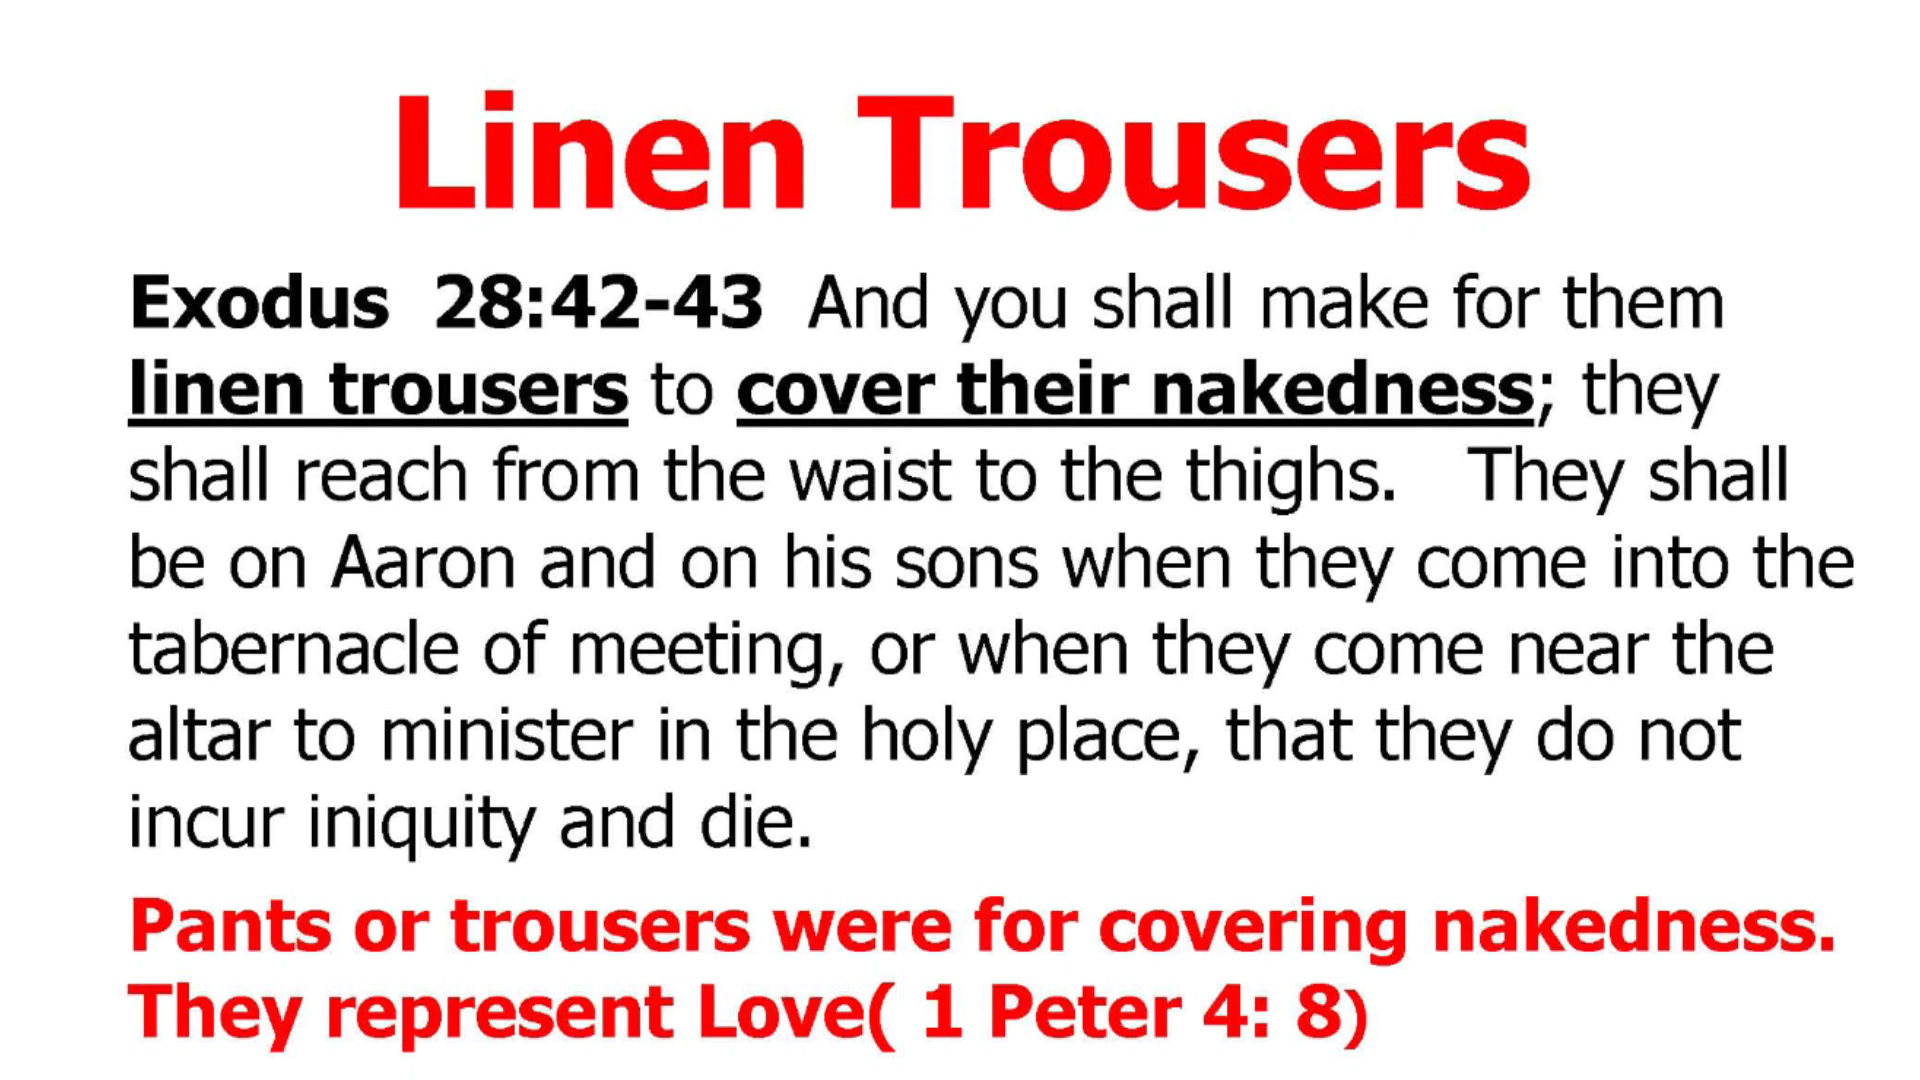 Linen Trousers
Exodus 28:42-43 And you shall make for them
linen trousers to cover their nakedness; they
shall reach from the waist to the thighs. They shall
be on Aaron and on his sons when they come into the
tabernacle of meeting, or when they come near the
altar to minister in the holy place, that they do not
incur iniquity and die.
Pants or trousers were for covering nakedness.
They represent Love( 1 Peter 4: 8)